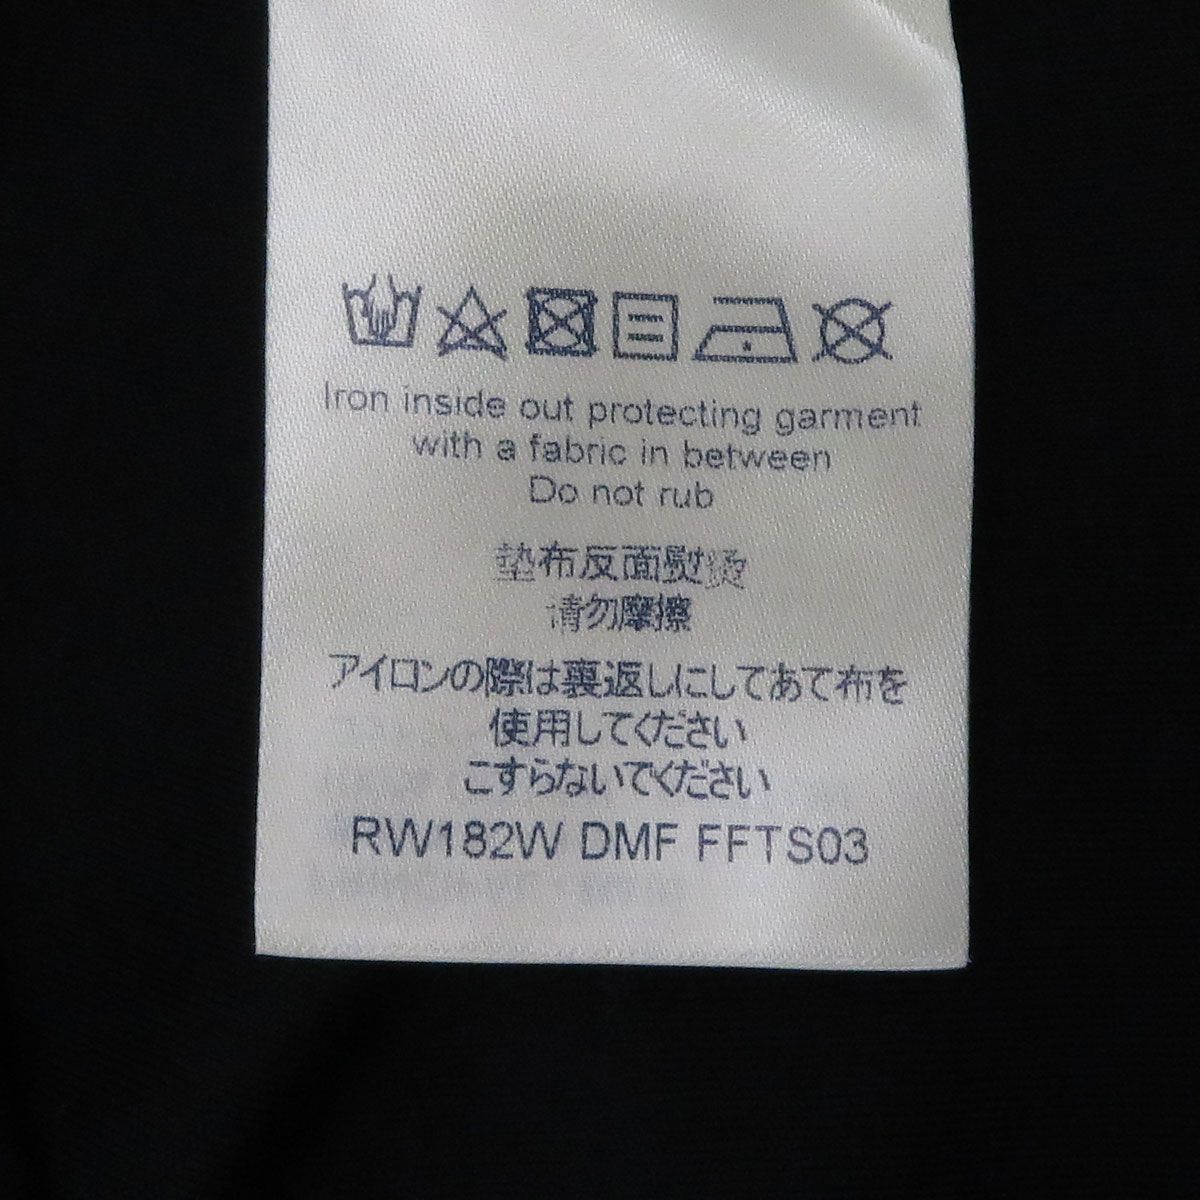 Iron inside out protecting garment
with a fabric in between
Do not rub
垫布反面熨烫
请勿摩擦
アイロンの際は裏返しにしてあて布を
使用してください
こすらないでください
RW182W DMF FFTS03